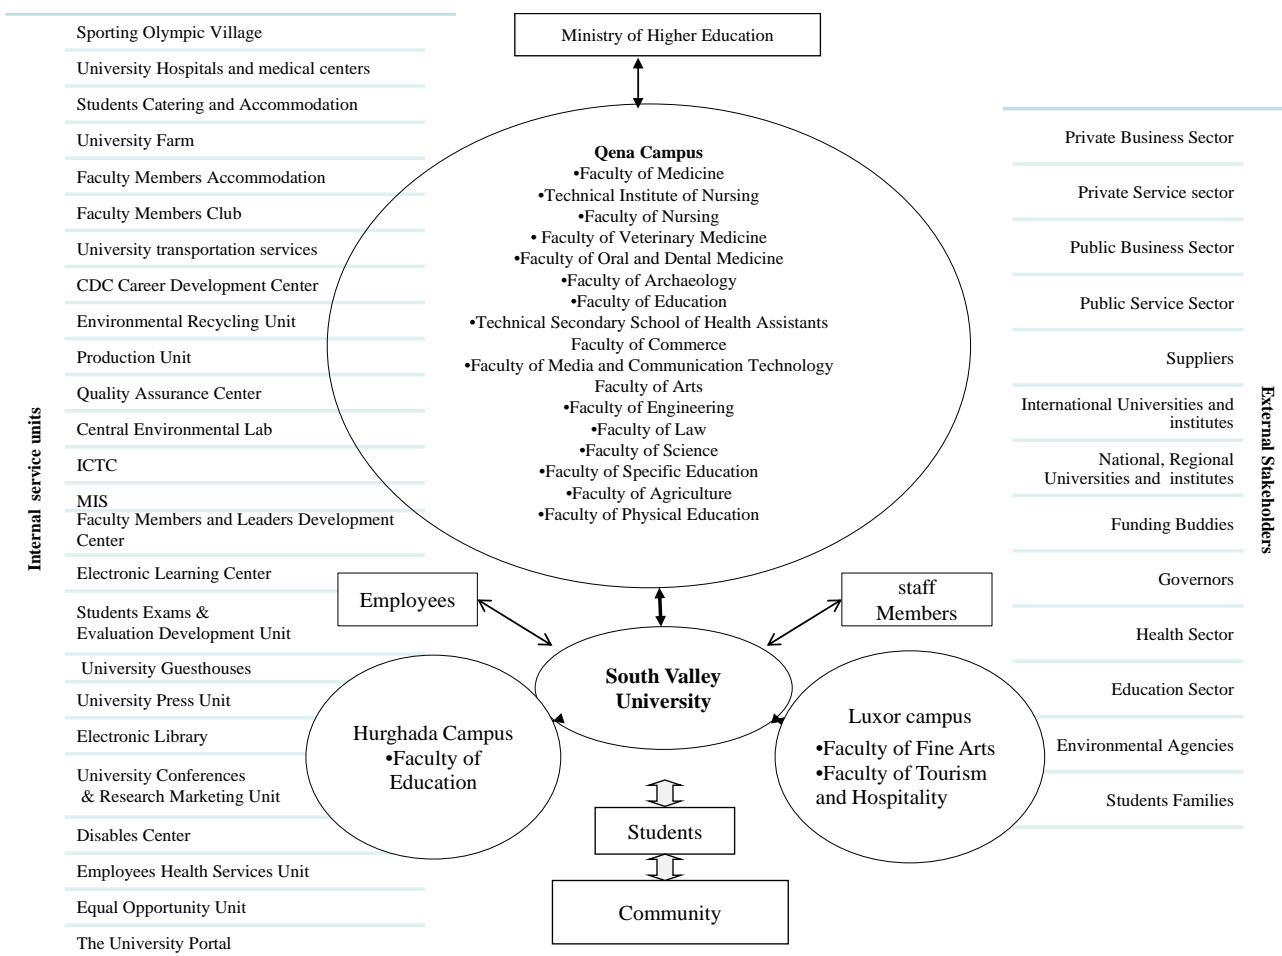 Internal service units
Sporting Olympic Village
University Hospitals and medical centers
Students Catering and Accommodation
University Farm
Faculty Members Accommodation
Faculty Members Club
University transportation services
CDC Career Development Center
Environmental Recycling Unit
Production Unit
Quality Assurance Center
Central Environmental Lab
ICTC
MIS
Faculty Members and Leaders Development
Center
Electronic Learning Center
Students Exams &
Evaluation Development Unit
University Guesthouses
University Press Unit
Electronic Library
University Conferences
& Research Marketing Unit
Disables Center
Employees Health Services Unit
Equal Opportunity Unit
The University Portal
Ministry of Higher Education
Qena Campus
•Faculty of Medicine
•Technical Institute of Nursing
•Faculty of Nursing
• Faculty of Veterinary Medicine
•Faculty of Oral and Dental Medicine
•Faculty of Archaeology
•Faculty of Education
•Technical Secondary School of Health Assistants
Faculty of Commerce
•Faculty of Media and Communication Technology
Faculty of Arts
•Faculty of Engineering
•Faculty of Law
•Faculty of Science
•Faculty of Specific Education
•Faculty of Agriculture
•Faculty of Physical Education
Employees
staff
Members
South Valley
University
Hurghada Campus
•Faculty of
Education
Luxor campus
•Faculty of Fine Arts
•Faculty of Tourism
and Hospitality
Students
Community
Private Business Sector
Private Service sector
Public Business Sector
Public Service Sector
Suppliers
International Universities and
institutes
National, Regional
Universities and institutes
Funding Buddies
Governors
Health Sector
Education Sector
Environmental Agencies
Students Families
External Stakeholders